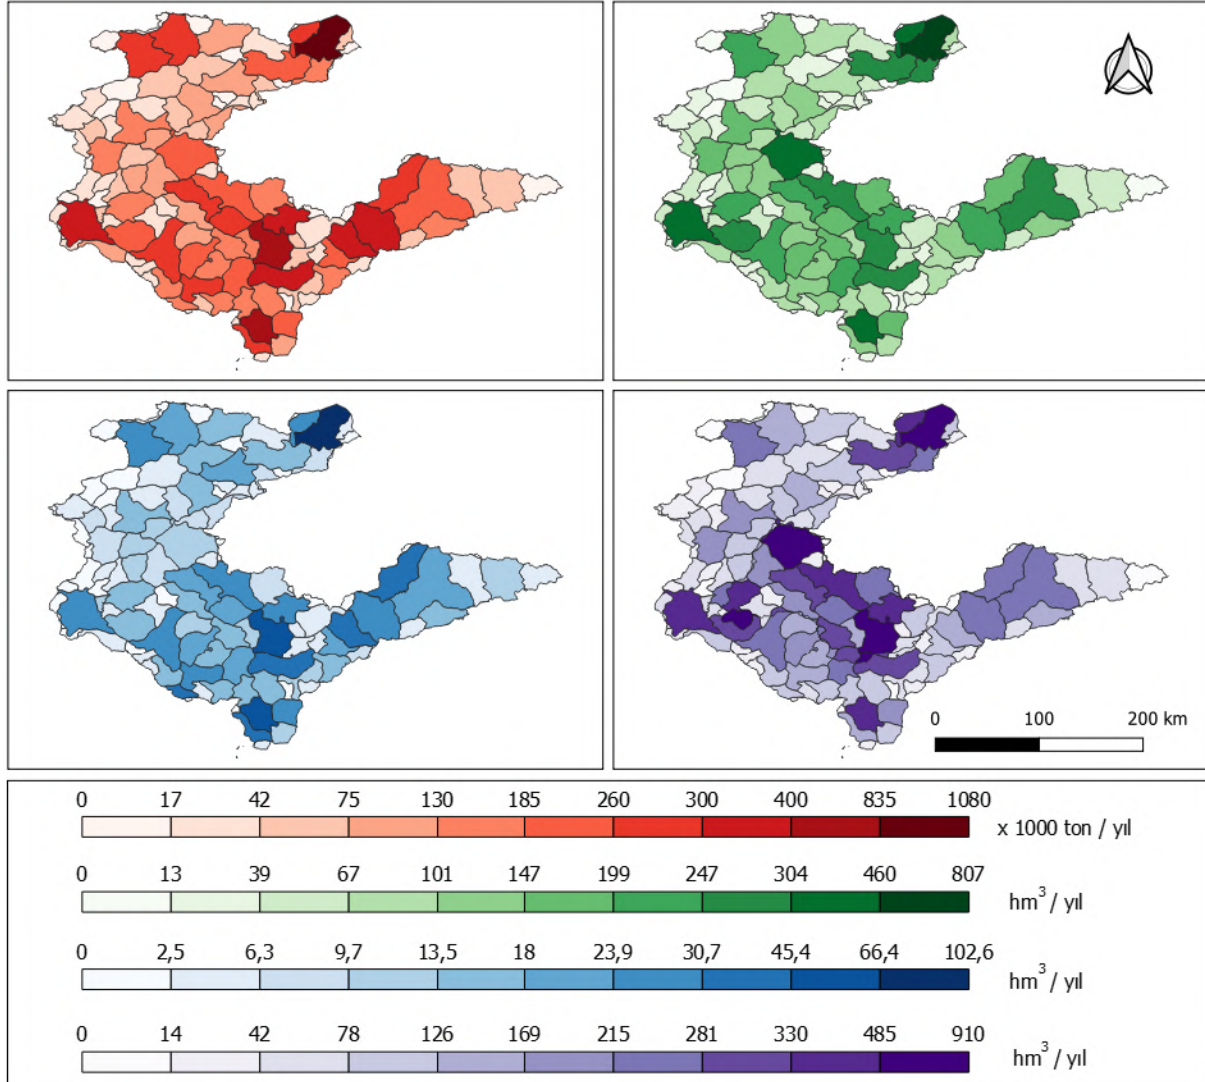 0 100 200 km
0 17 42 75 130 185 260 300 400 835 1080
x 1000 ton / yıl
0 13 39 67 101 147 199 247 304 460 807
hm³ / yıl
0 2,5 6,3 9,7 13,5 18 23,9 30,7 45,4 66,4 102,6
hm³ / yıl
0 14 42 78 126 169 215 281 330 485 910
hm³ / yıl